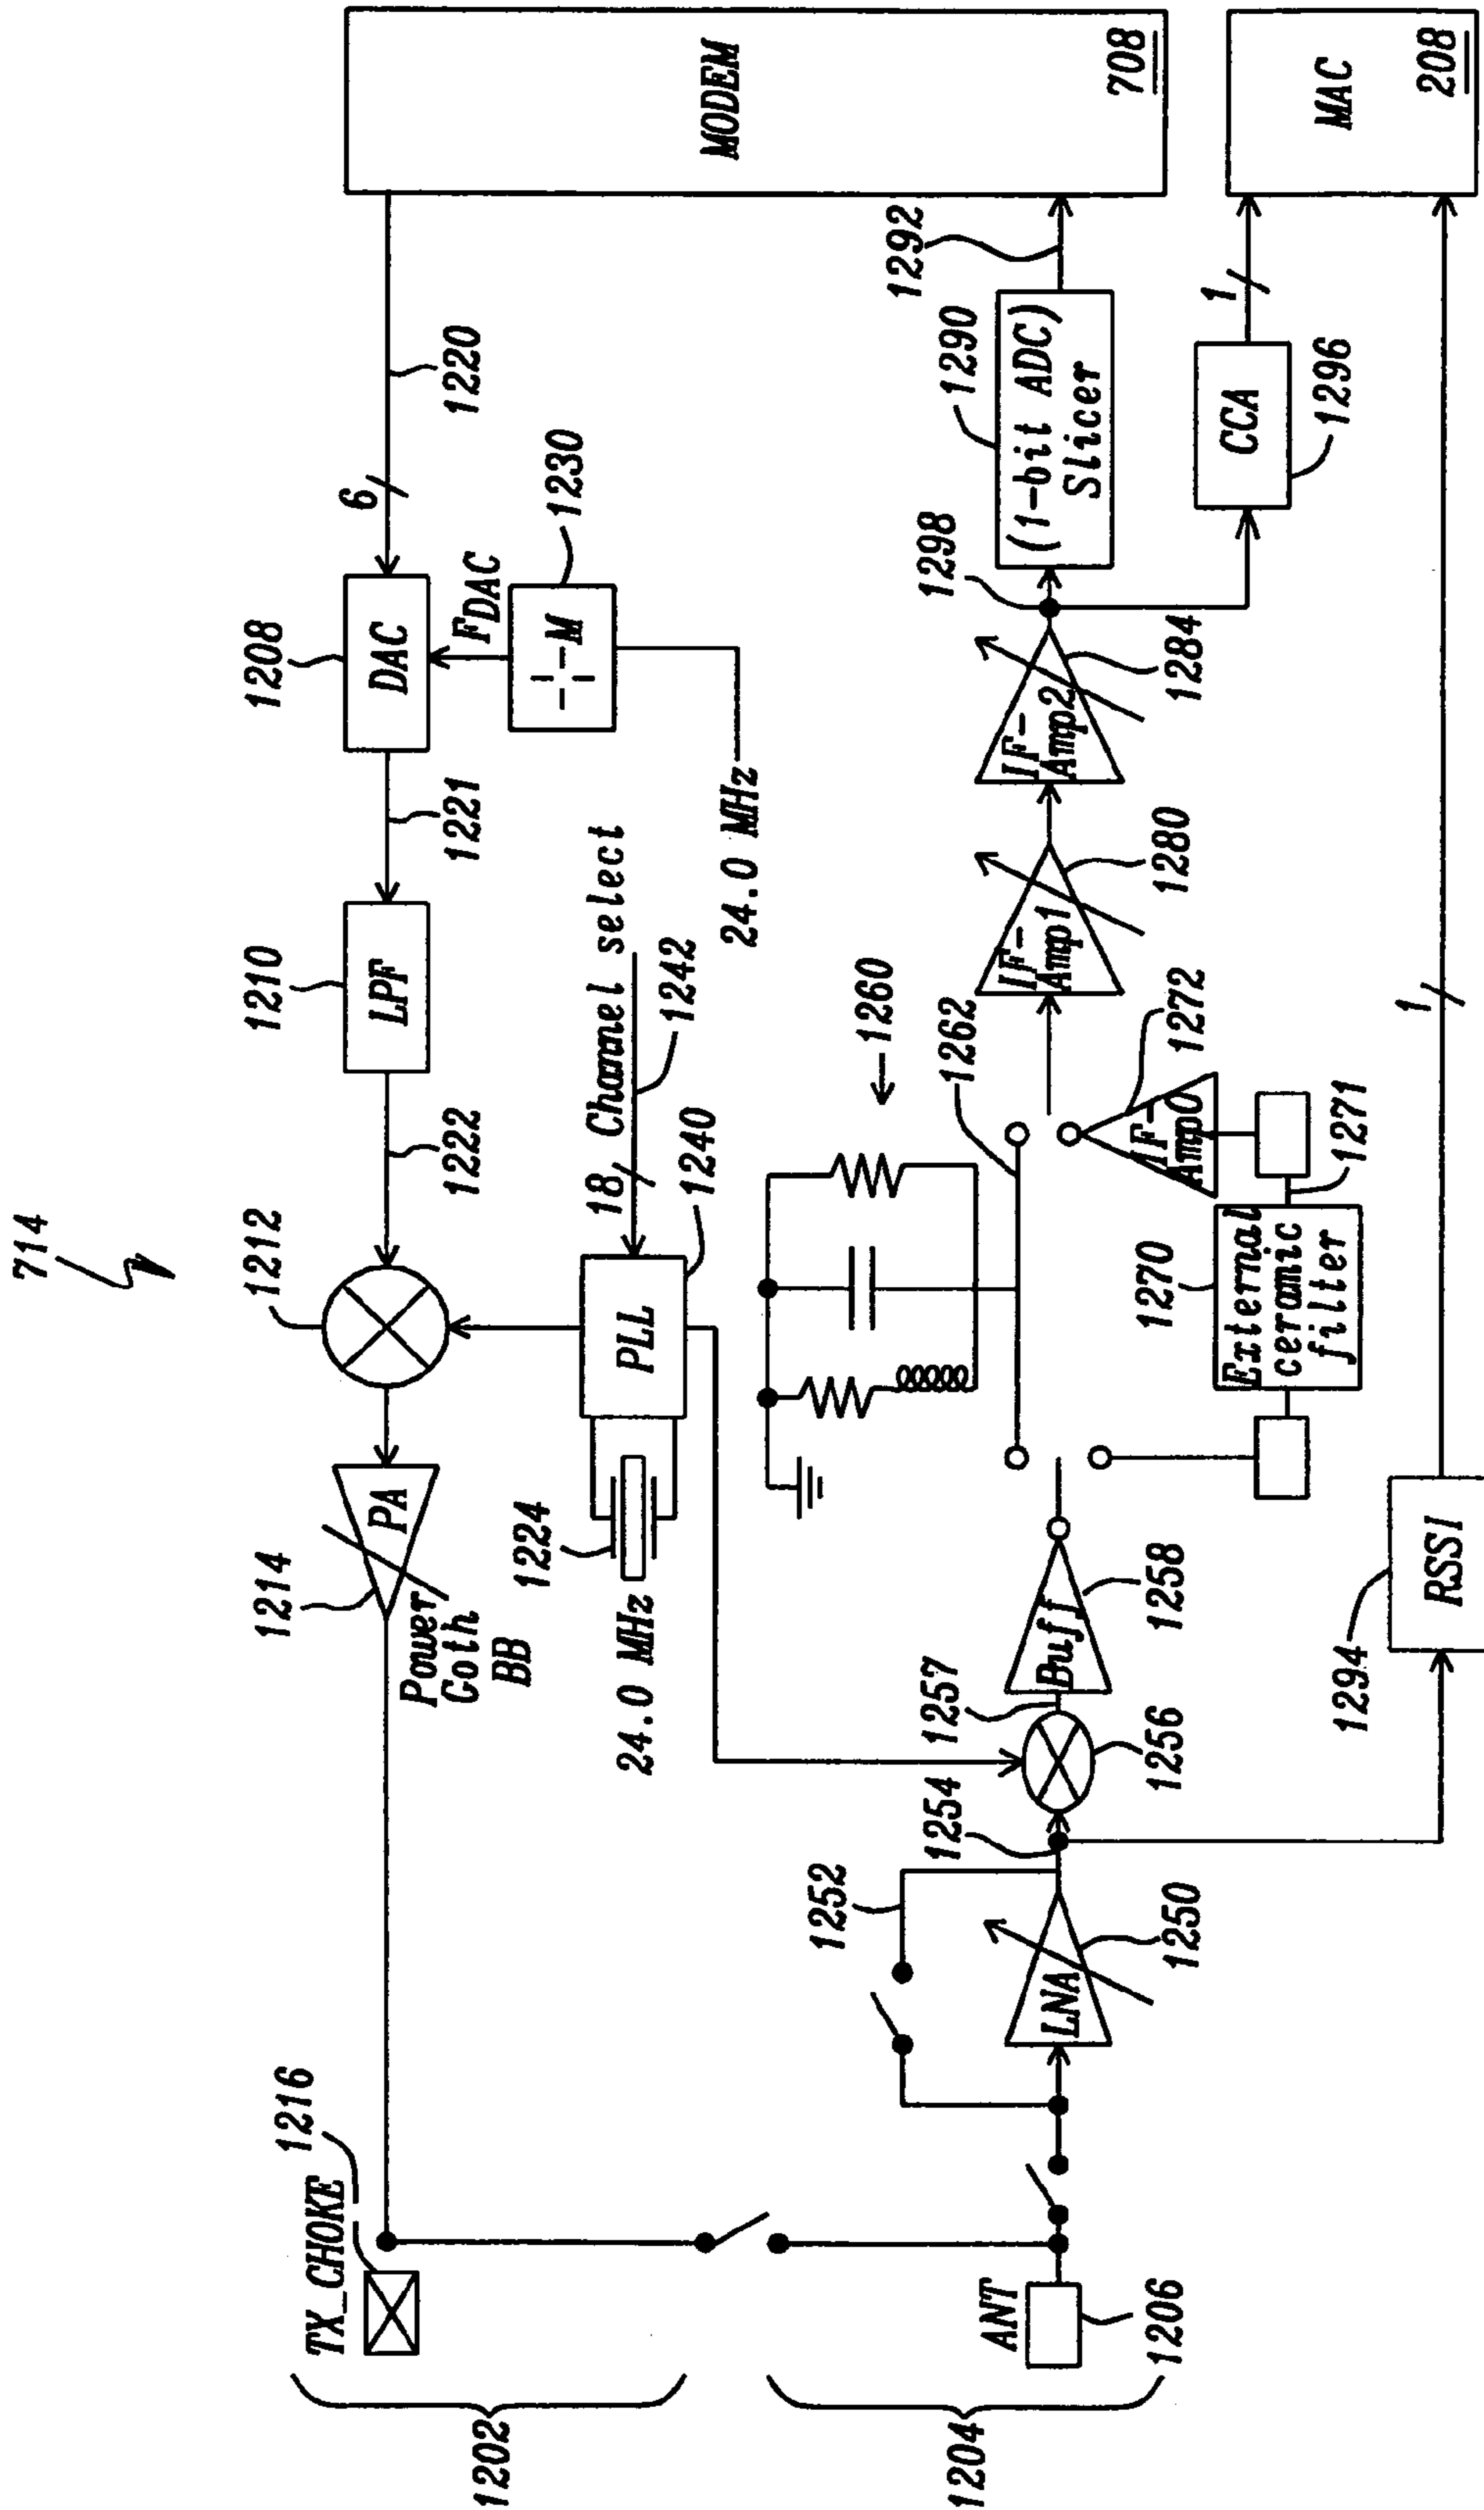 714
1202
TX_CHOKE
1216
1214
PA
Power
Coth
BB
1212
1222
1210
LPF
1221
1208
DAC
6
1220
MODEM
708
FDAC
1230
-¦-M
24.0 MHz
Channel select
18
1242
1240
PLL
1224
24.0 MHz
1204
ANT
1206
1252
LNA
1250
1254
1256
1257
Buff
1258
1260
1262
1270
External
ceramic
filter
1271
IF-
Amp0
1272
IF-
Amp1
1280
IF-
Amp2
1284
1298
1290
(1-bit ADC)
Slicer
1292
CCA
1296
1
MAC
208
1294
RSSI
1